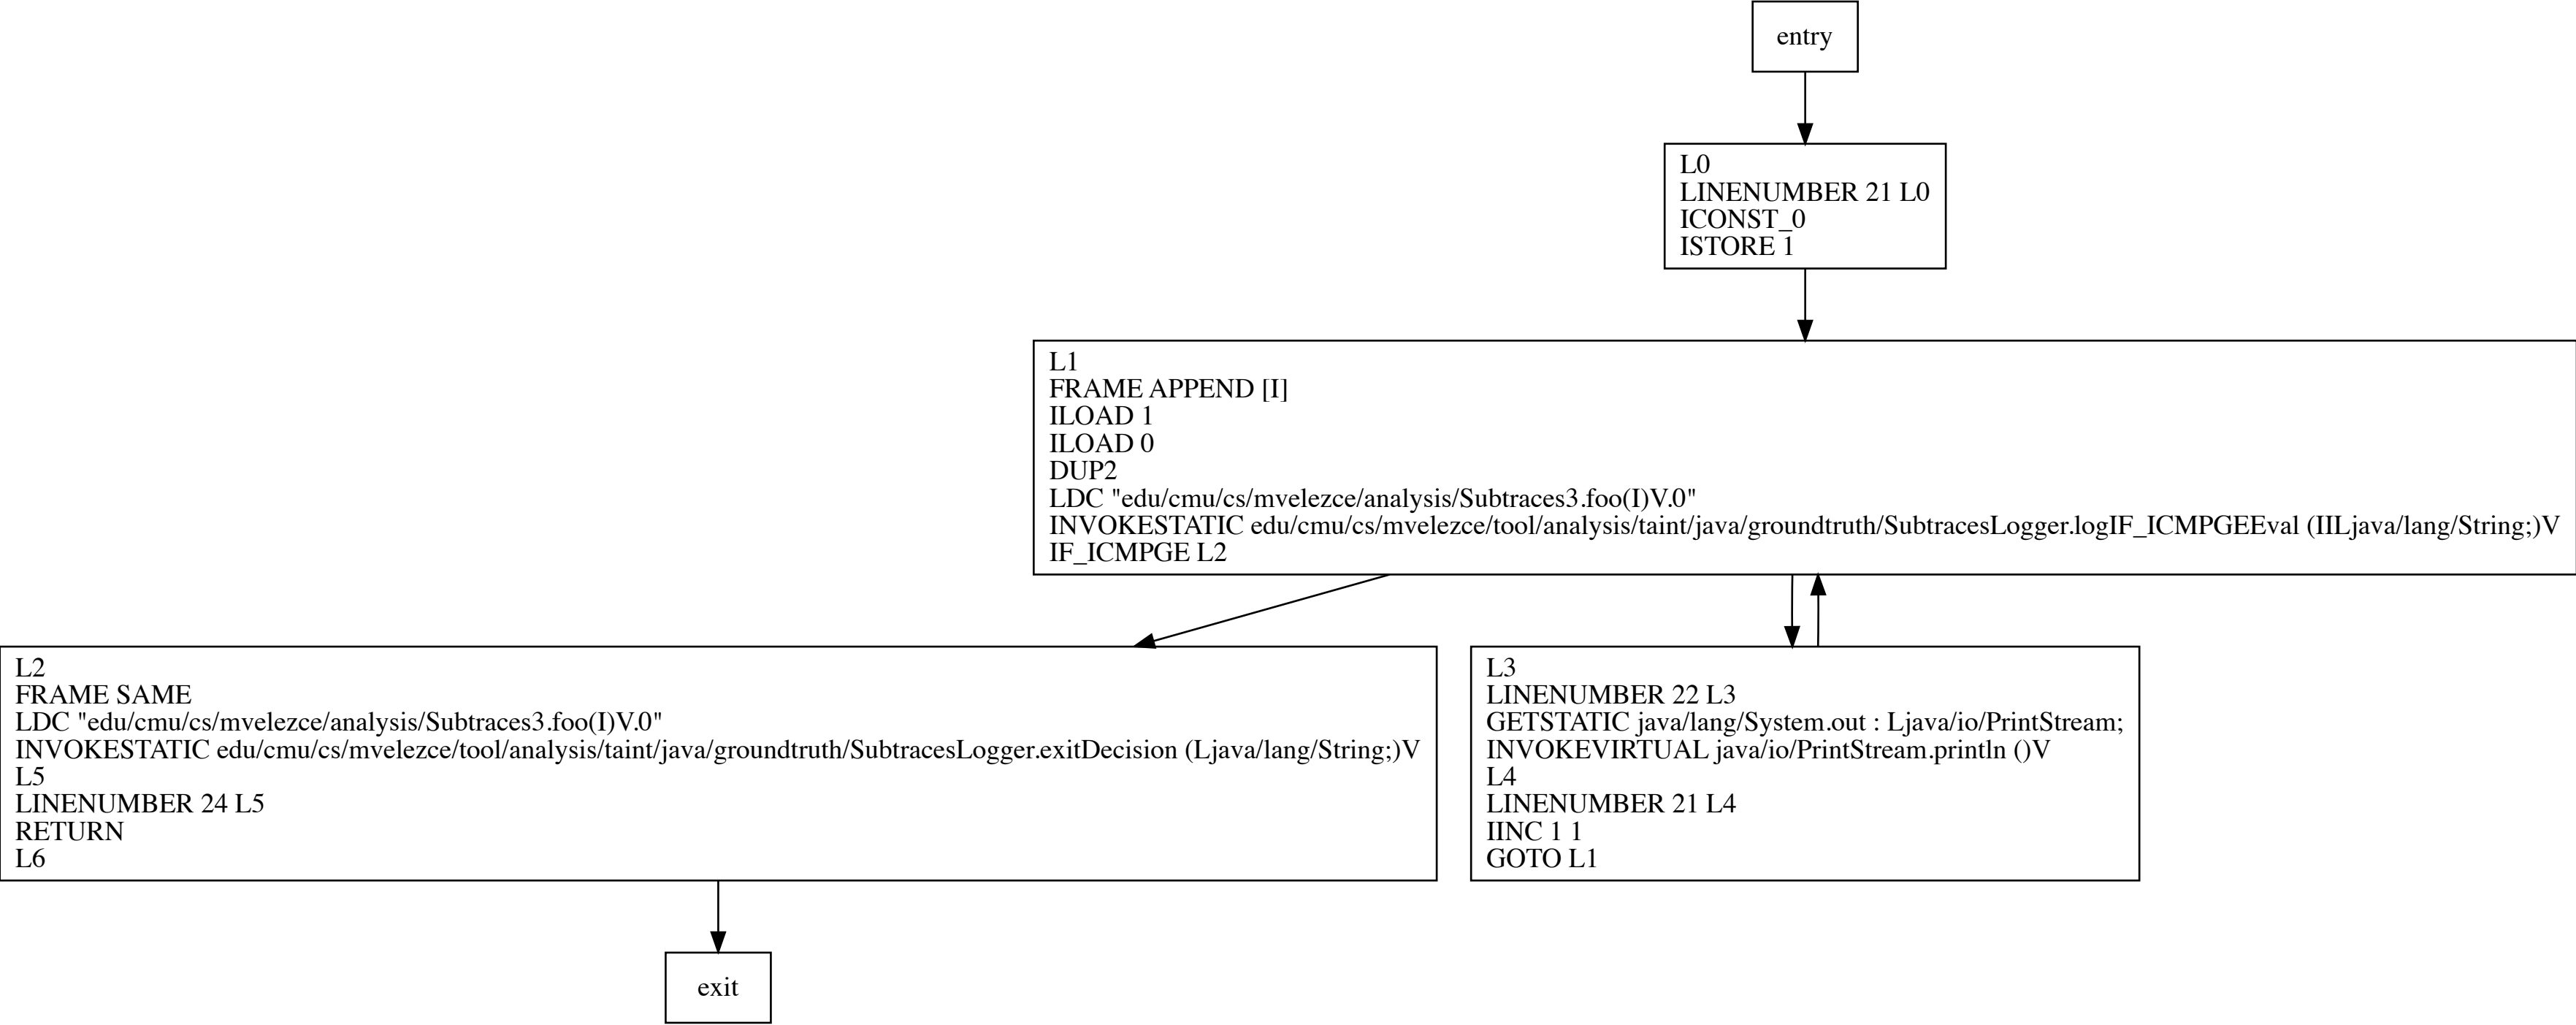 entry
L0
LINENUMBER 21 L0
ICONST_0
ISTORE 1
L1
FRAME APPEND [I]
ILOAD 1
ILOAD 0
DUP2
LDC "edu/cmu/cs/mvelezce/analysis/Subtraces3.foo(I)V.0"
INVOKESTATIC edu/cmu/cs/mvelezce/tool/analysis/taint/java/groundtruth/SubtracesLogger.logIF_ICMPGEEval (IILjava/lang/String;)V
IF_ICMPGE L2
L2
FRAME SAME
LDC "edu/cmu/cs/mvelezce/analysis/Subtraces3.foo(I)V.0"
INVOKESTATIC edu/cmu/cs/mvelezce/tool/analysis/taint/java/groundtruth/SubtracesLogger.exitDecision (Ljava/lang/String;)V
L5
LINENUMBER 24 L5
RETURN
L6
L3
LINENUMBER 22 L3
GETSTATIC java/lang/System.out : Ljava/io/PrintStream;
INVOKEVIRTUAL java/io/PrintStream.println ()V
L4
LINENUMBER 21 L4
IINC 1 1
GOTO L1
exit